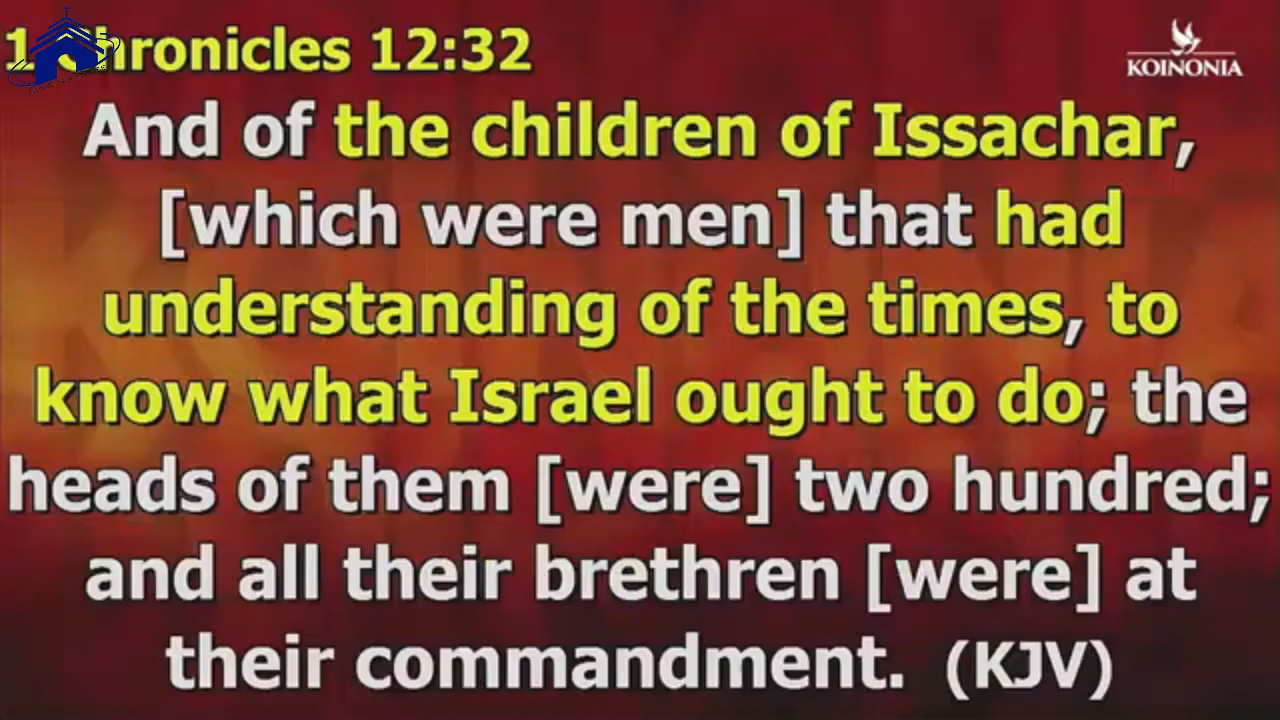 1 Chronicles 12:32
KOINONIA
And of the children of Issachar,
[which were men] that had
understanding of the times, to
know what Israel ought to do; the
heads of them [were] two hundred;
and all their brethren [were] at
their commandment. (KJV)